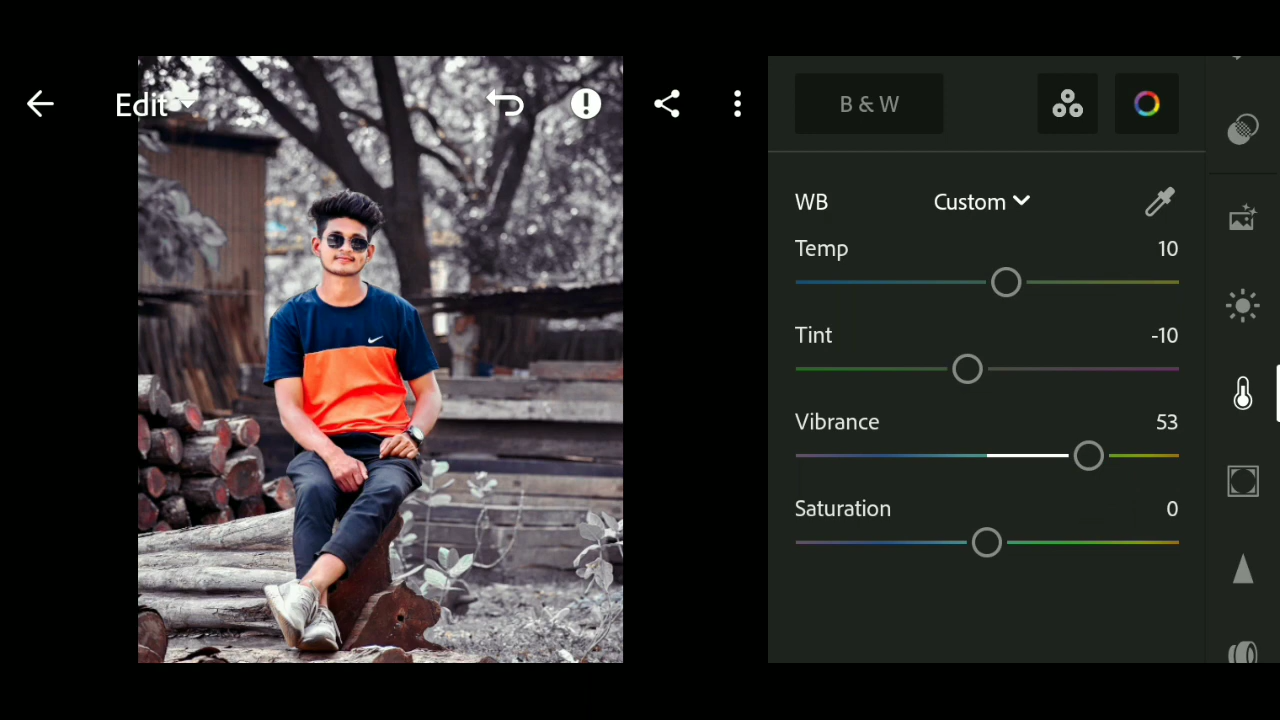 Edit
B & W
WB Custom
Temp 10
Tint -10
Vibrance 53
Saturation 0